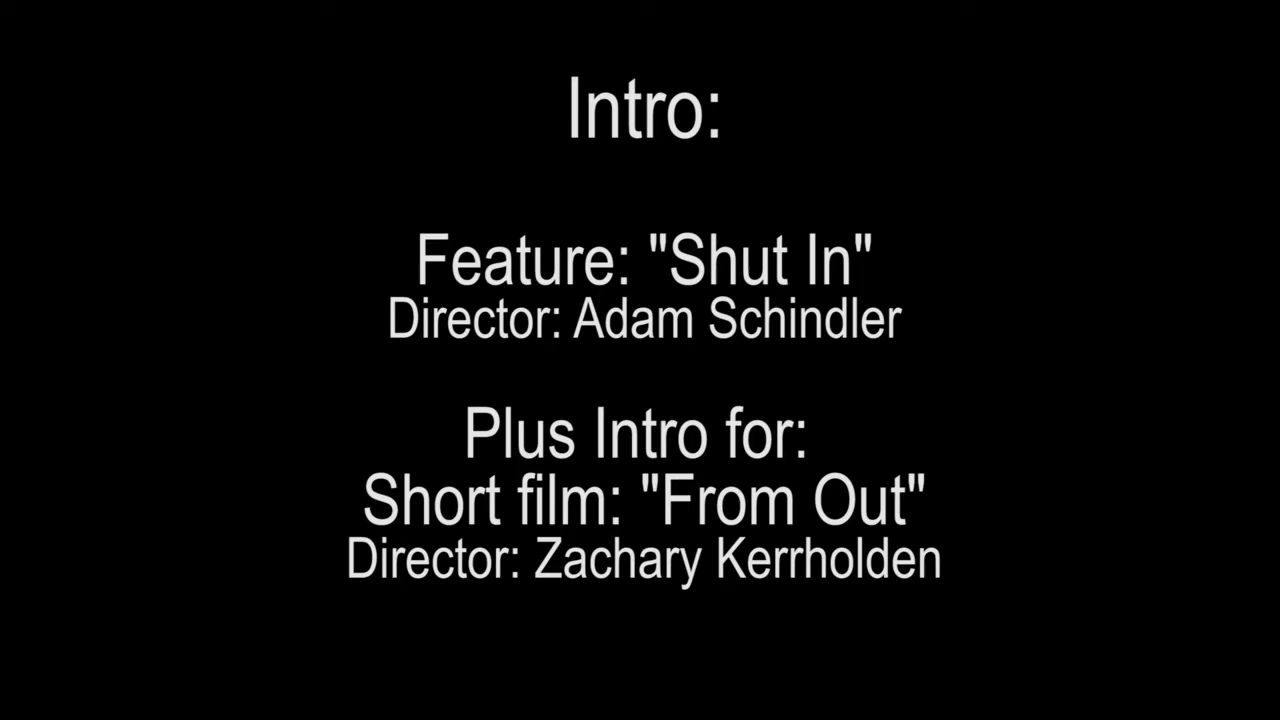 Intro:
Feature: "Shut In"
Director: Adam Schindler
Plus Intro for:
Short film: "From Out"
Director: Zachary Kerrholden